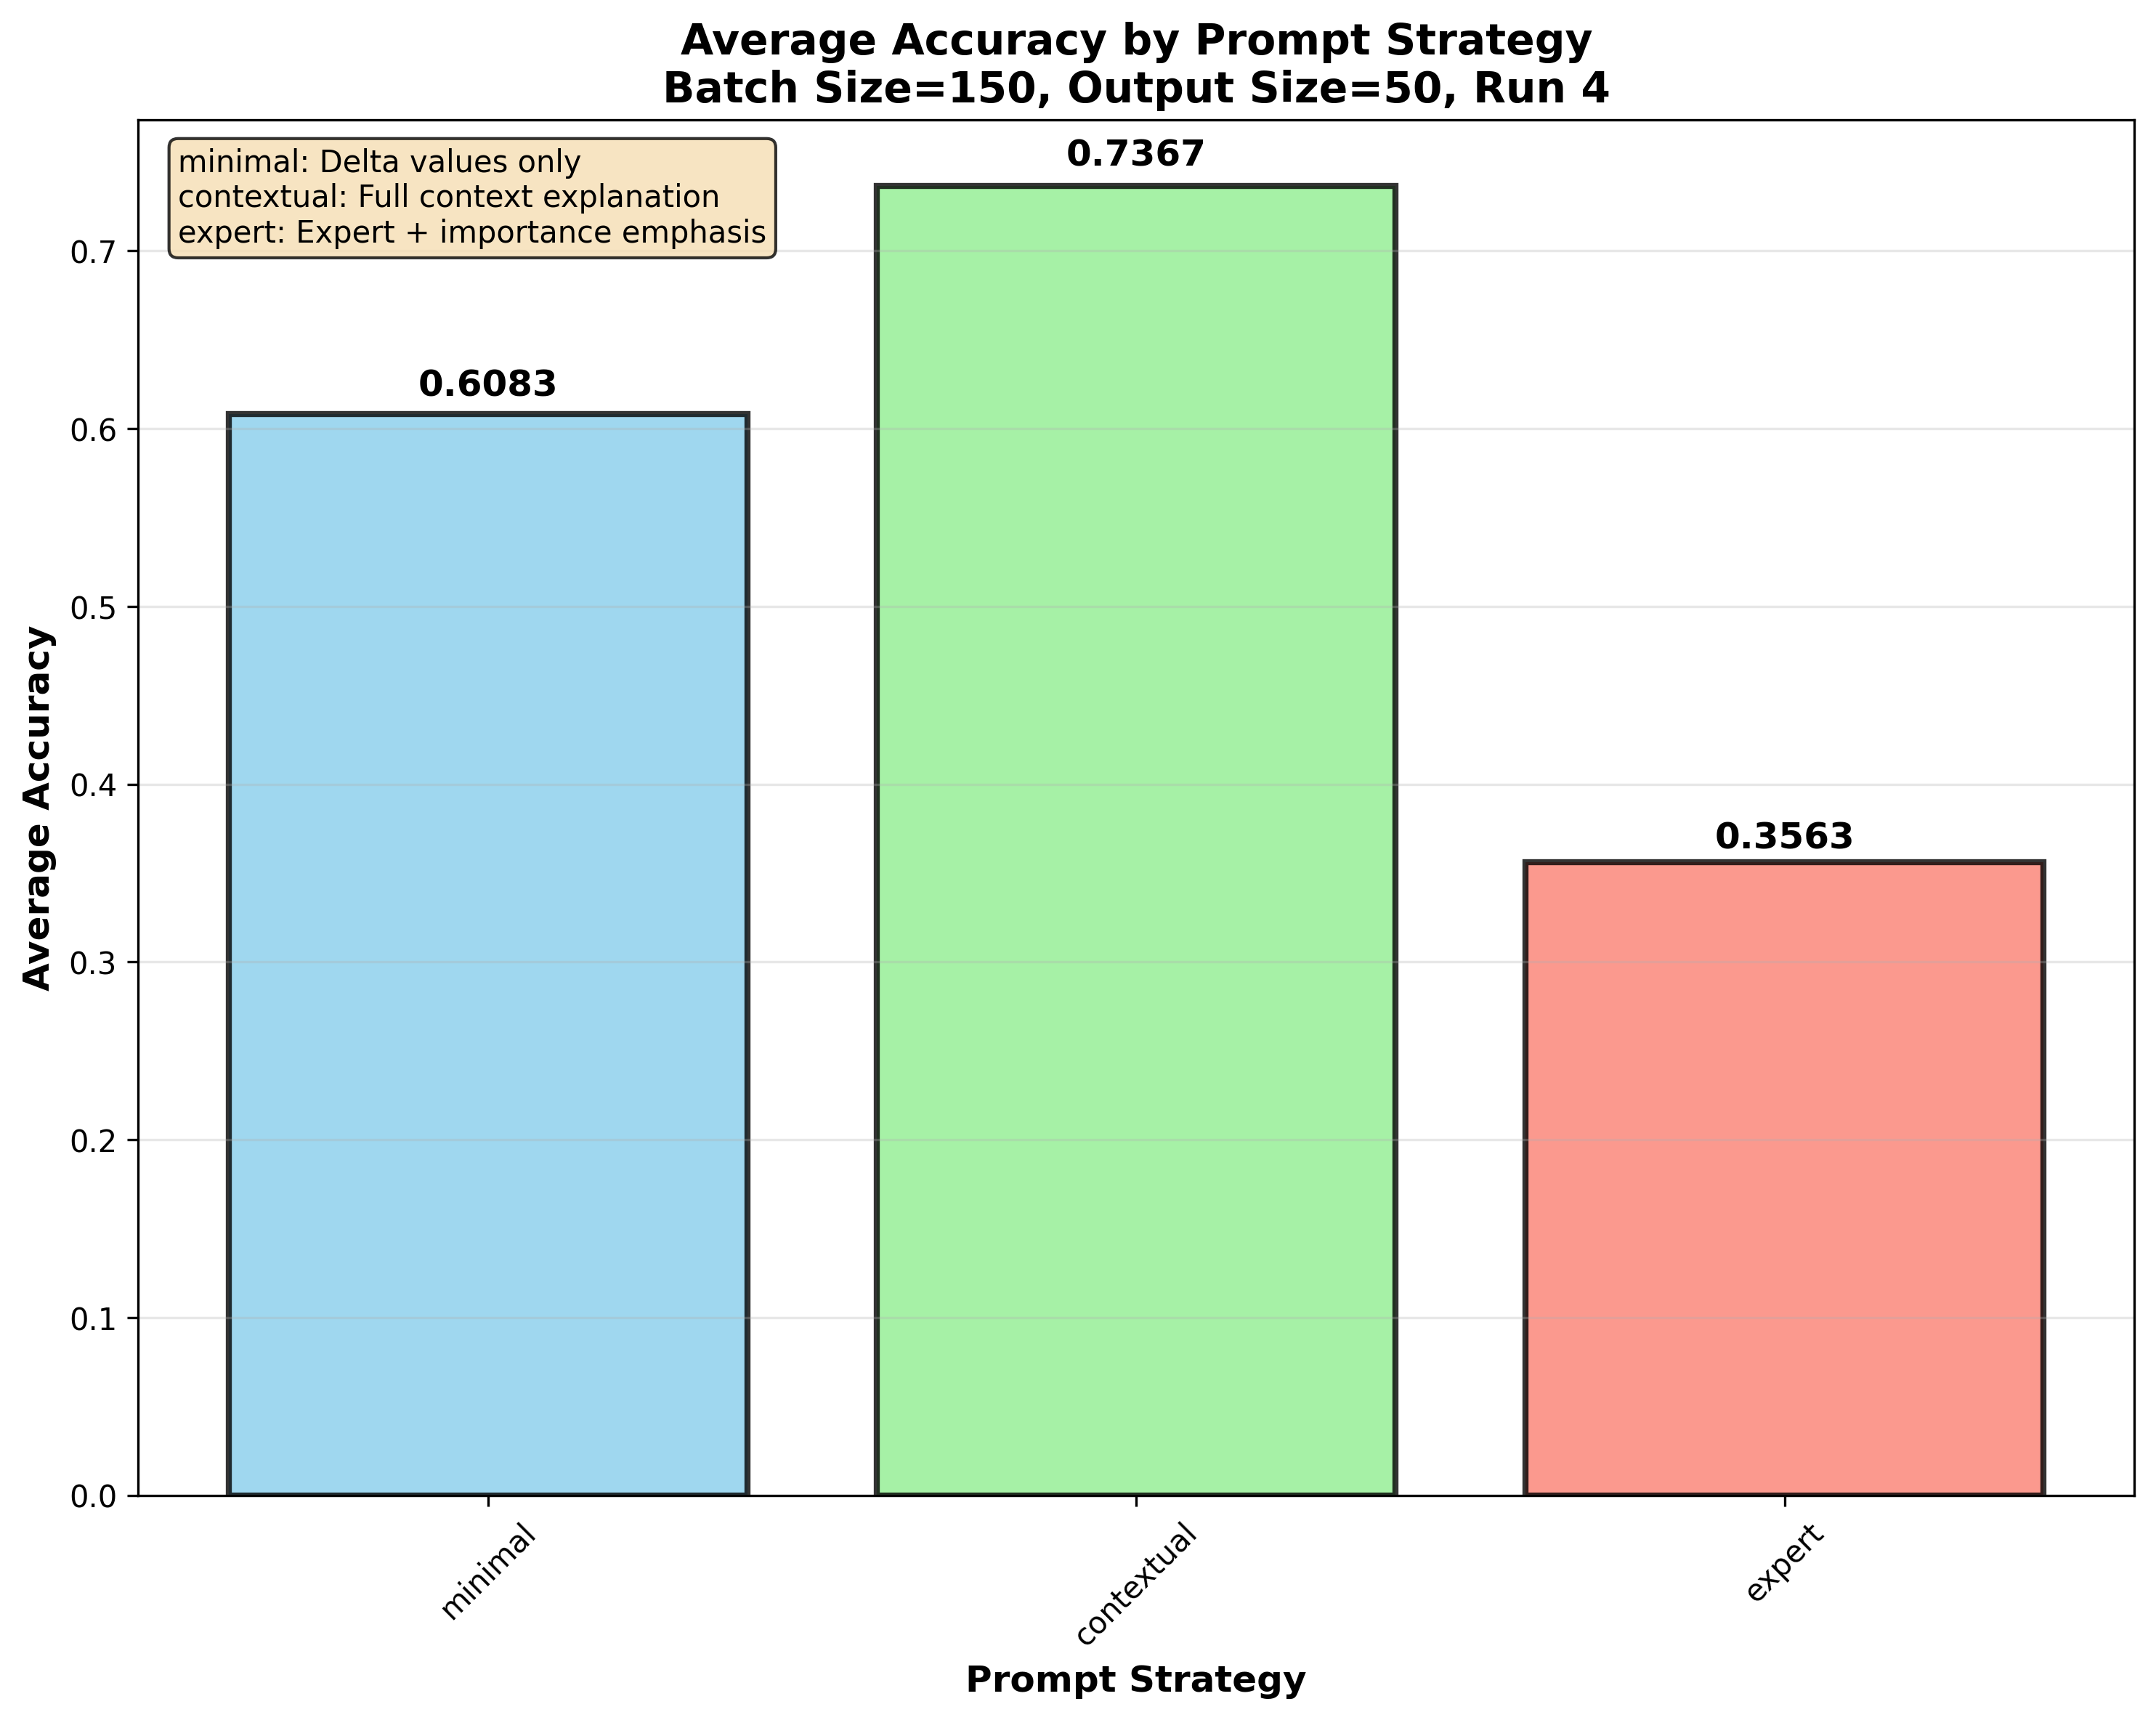 Average Accuracy by Prompt Strategy
Batch Size=150, Output Size=50, Run 4
minimal: Delta values only
contextual: Full context explanation
expert: Expert + importance emphasis
0.6083
0.7367
0.3563
Average Accuracy
0.7
0.6
0.5
0.4
0.3
0.2
0.1
0.0
minimal
contextual
expert
Prompt Strategy